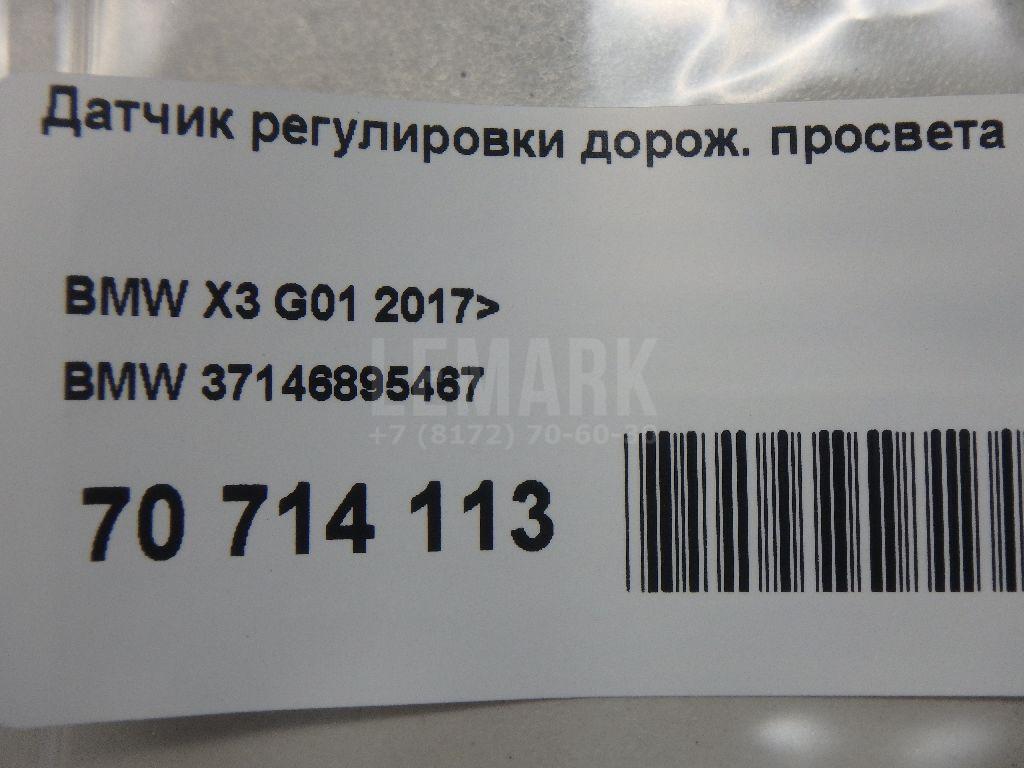 Датчик регулировки дорож. просвета
BMW X3 G01 2017>
BMW 37146895467
LEMARK
+7 (8172) 70-60-
70 714 113